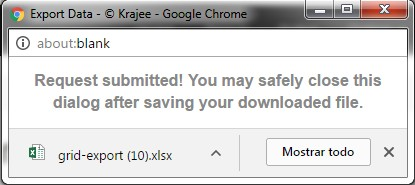 Export Data - © Krajee - Google Chrome
about:blank
Request submitted! You may safely close this
dialog after saving your downloaded file.
grid-export (10).xlsx
Mostrar todo